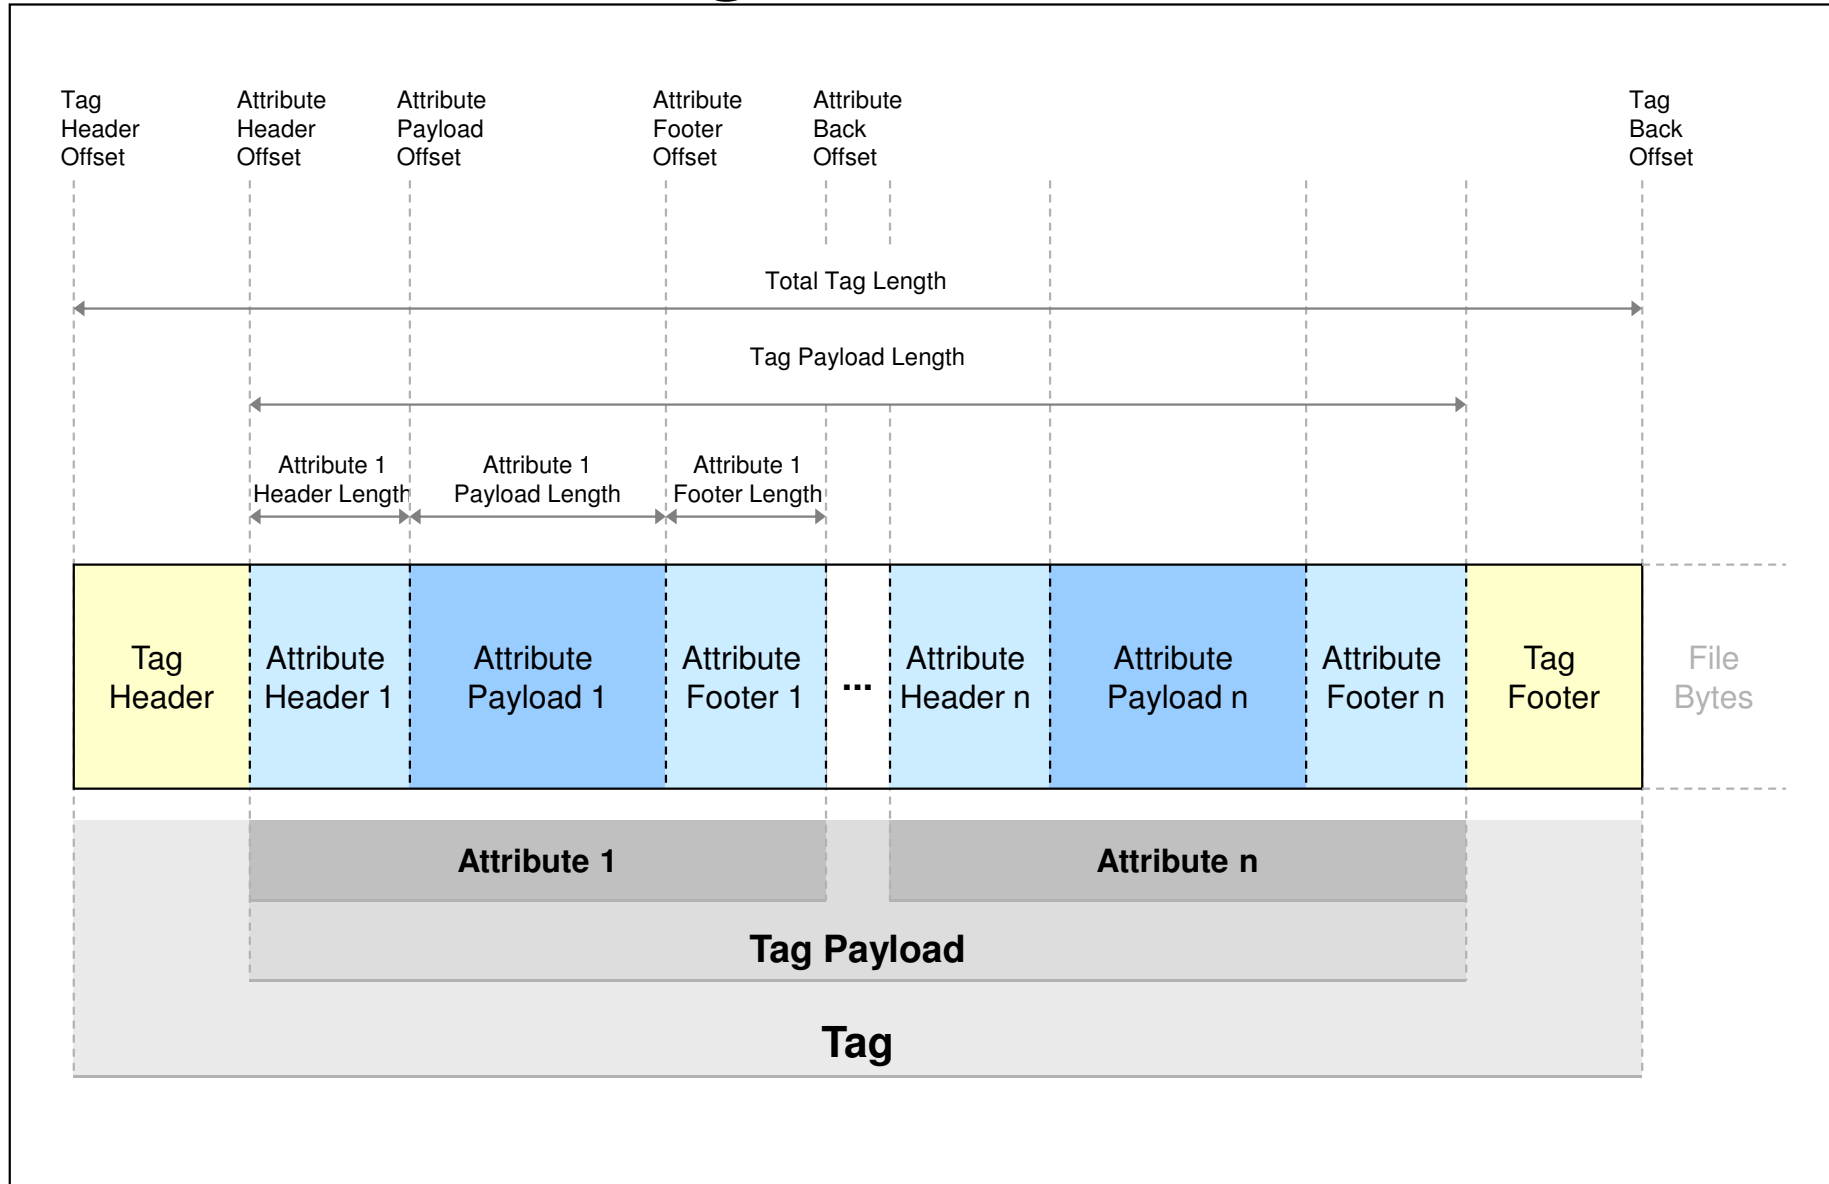 Tag
Header
Offset
Attribute
Header
Offset
Attribute
Payload
Offset
Attribute
Footer
Offset
Attribute
Back
Offset
Tag
Back
Offset
Total Tag Length
Tag Payload Length
Attribute 1
Header Length
Attribute 1
Payload Length
Attribute 1
Footer Length
Tag
Header
Attribute
Header 1
Attribute
Payload 1
Attribute
Footer 1
...
Attribute
Header n
Attribute
Payload n
Attribute
Footer n
Tag
Footer
File
Bytes
Attribute 1
Attribute n
Tag Payload
Tag